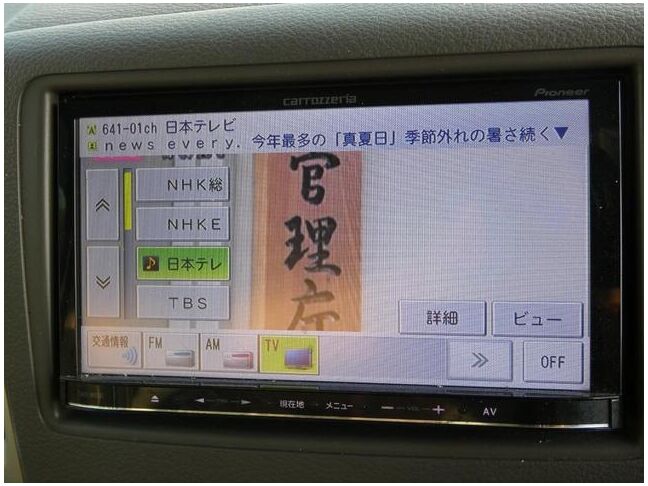 carrozzeria
Pioneer
641-01ch 日本テレビ
news every. 今年最多の「真夏日」季節外れの暑さ続く▼
官理庁
NHK総
NHKE
日本テレ
TBS
詳細
ビュー
交通情報
FM
AM
TV
OFF
現在地
メニュー
VOL
AV